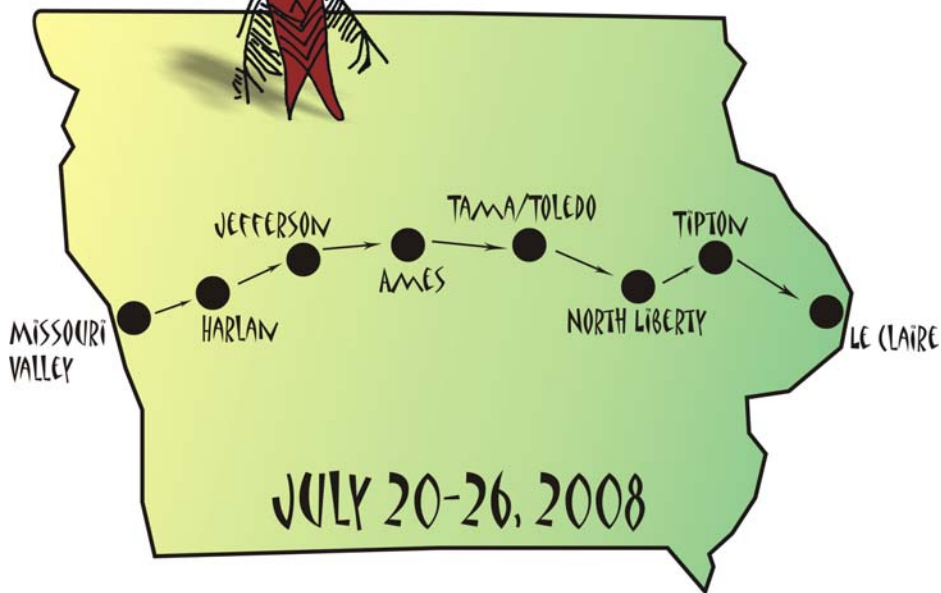 TAMA/TOLEDO
JEFFERSON
TIPTON
AMES
MISSOURI
VALLEY
HARLAN
NORTH LIBERTY
LE CLAIRE
JULY 20-26, 2008